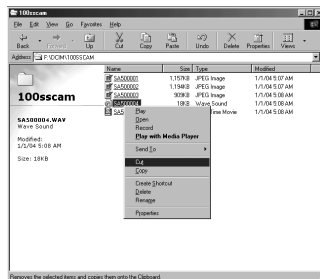 100sscam
File Edit View Go Favorites Help
Back Forward Up Cut Copy Paste Undo Delete Properties Views
Address F:\DCIM\100SSCAM
Name Size Type Modified
100sscam
SA500004.WAV
Wave Sound
Modified:
1/1/04 5:08 AM
Size: 18KB
SA500001 1,157KB JPEG Image 1/1/04 5:07 AM
SA500002 1,194KB JPEG Image 1/1/04 5:07 AM
SA500003 909KB JPEG Image 1/1/04 5:08 AM
SA500004 18KB Wave Sound 1/1/04 5:08 AM
SA5 Time Movie 1/1/04 5:08 AM
Play
Open
Record
Play with Media Player
Send To
Cut
Copy
Create Shortcut
Delete
Rename
Properties
Removes the selected items and copies them onto the Clipboard.